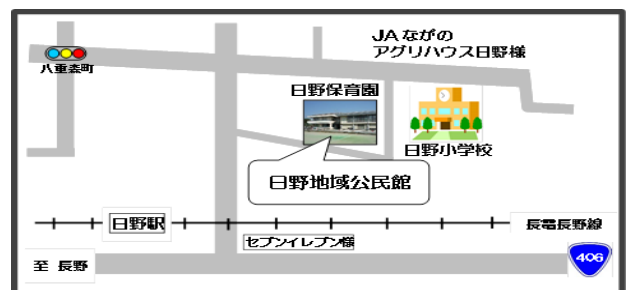 JAながの
アグリハウス日野様
八重森町
日野保育園
日野小学校
日野地域公民館
日野駅
長電長野線
セブンイレブン様
至 長野
406